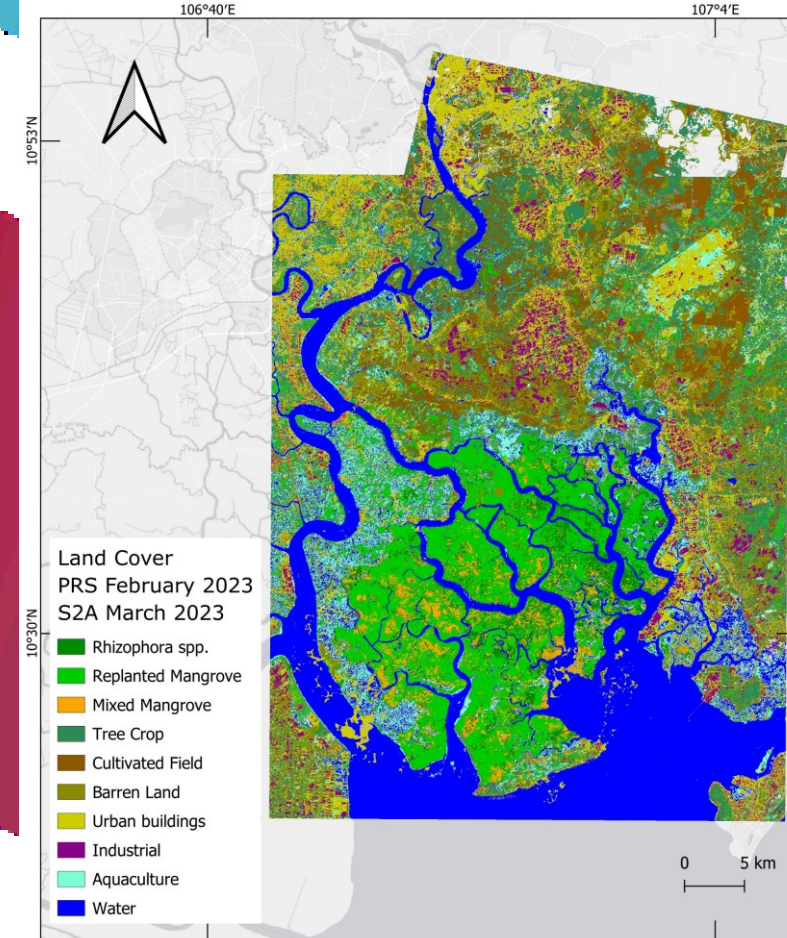 106°40′E
107°4′E
10°53′N
10°30′N
Land Cover
PRS February 2023
S2A March 2023
Rhizophora spp.
Replanted Mangrove
Mixed Mangrove
Tree Crop
Cultivated Field
Barren Land
Urban buildings
Industrial
Aquaculture
Water
0 5 km